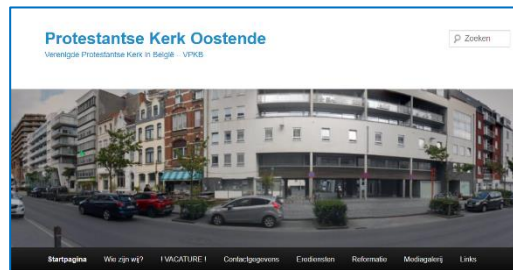 Protestantse Kerk Oostende
Verenigde Protestantse Kerk in België – VPKB
Zoeken
Startpagina Wie zijn wij? ! VACATURE ! Contactgegevens Erediensten Reformatie Mediagalerij Links